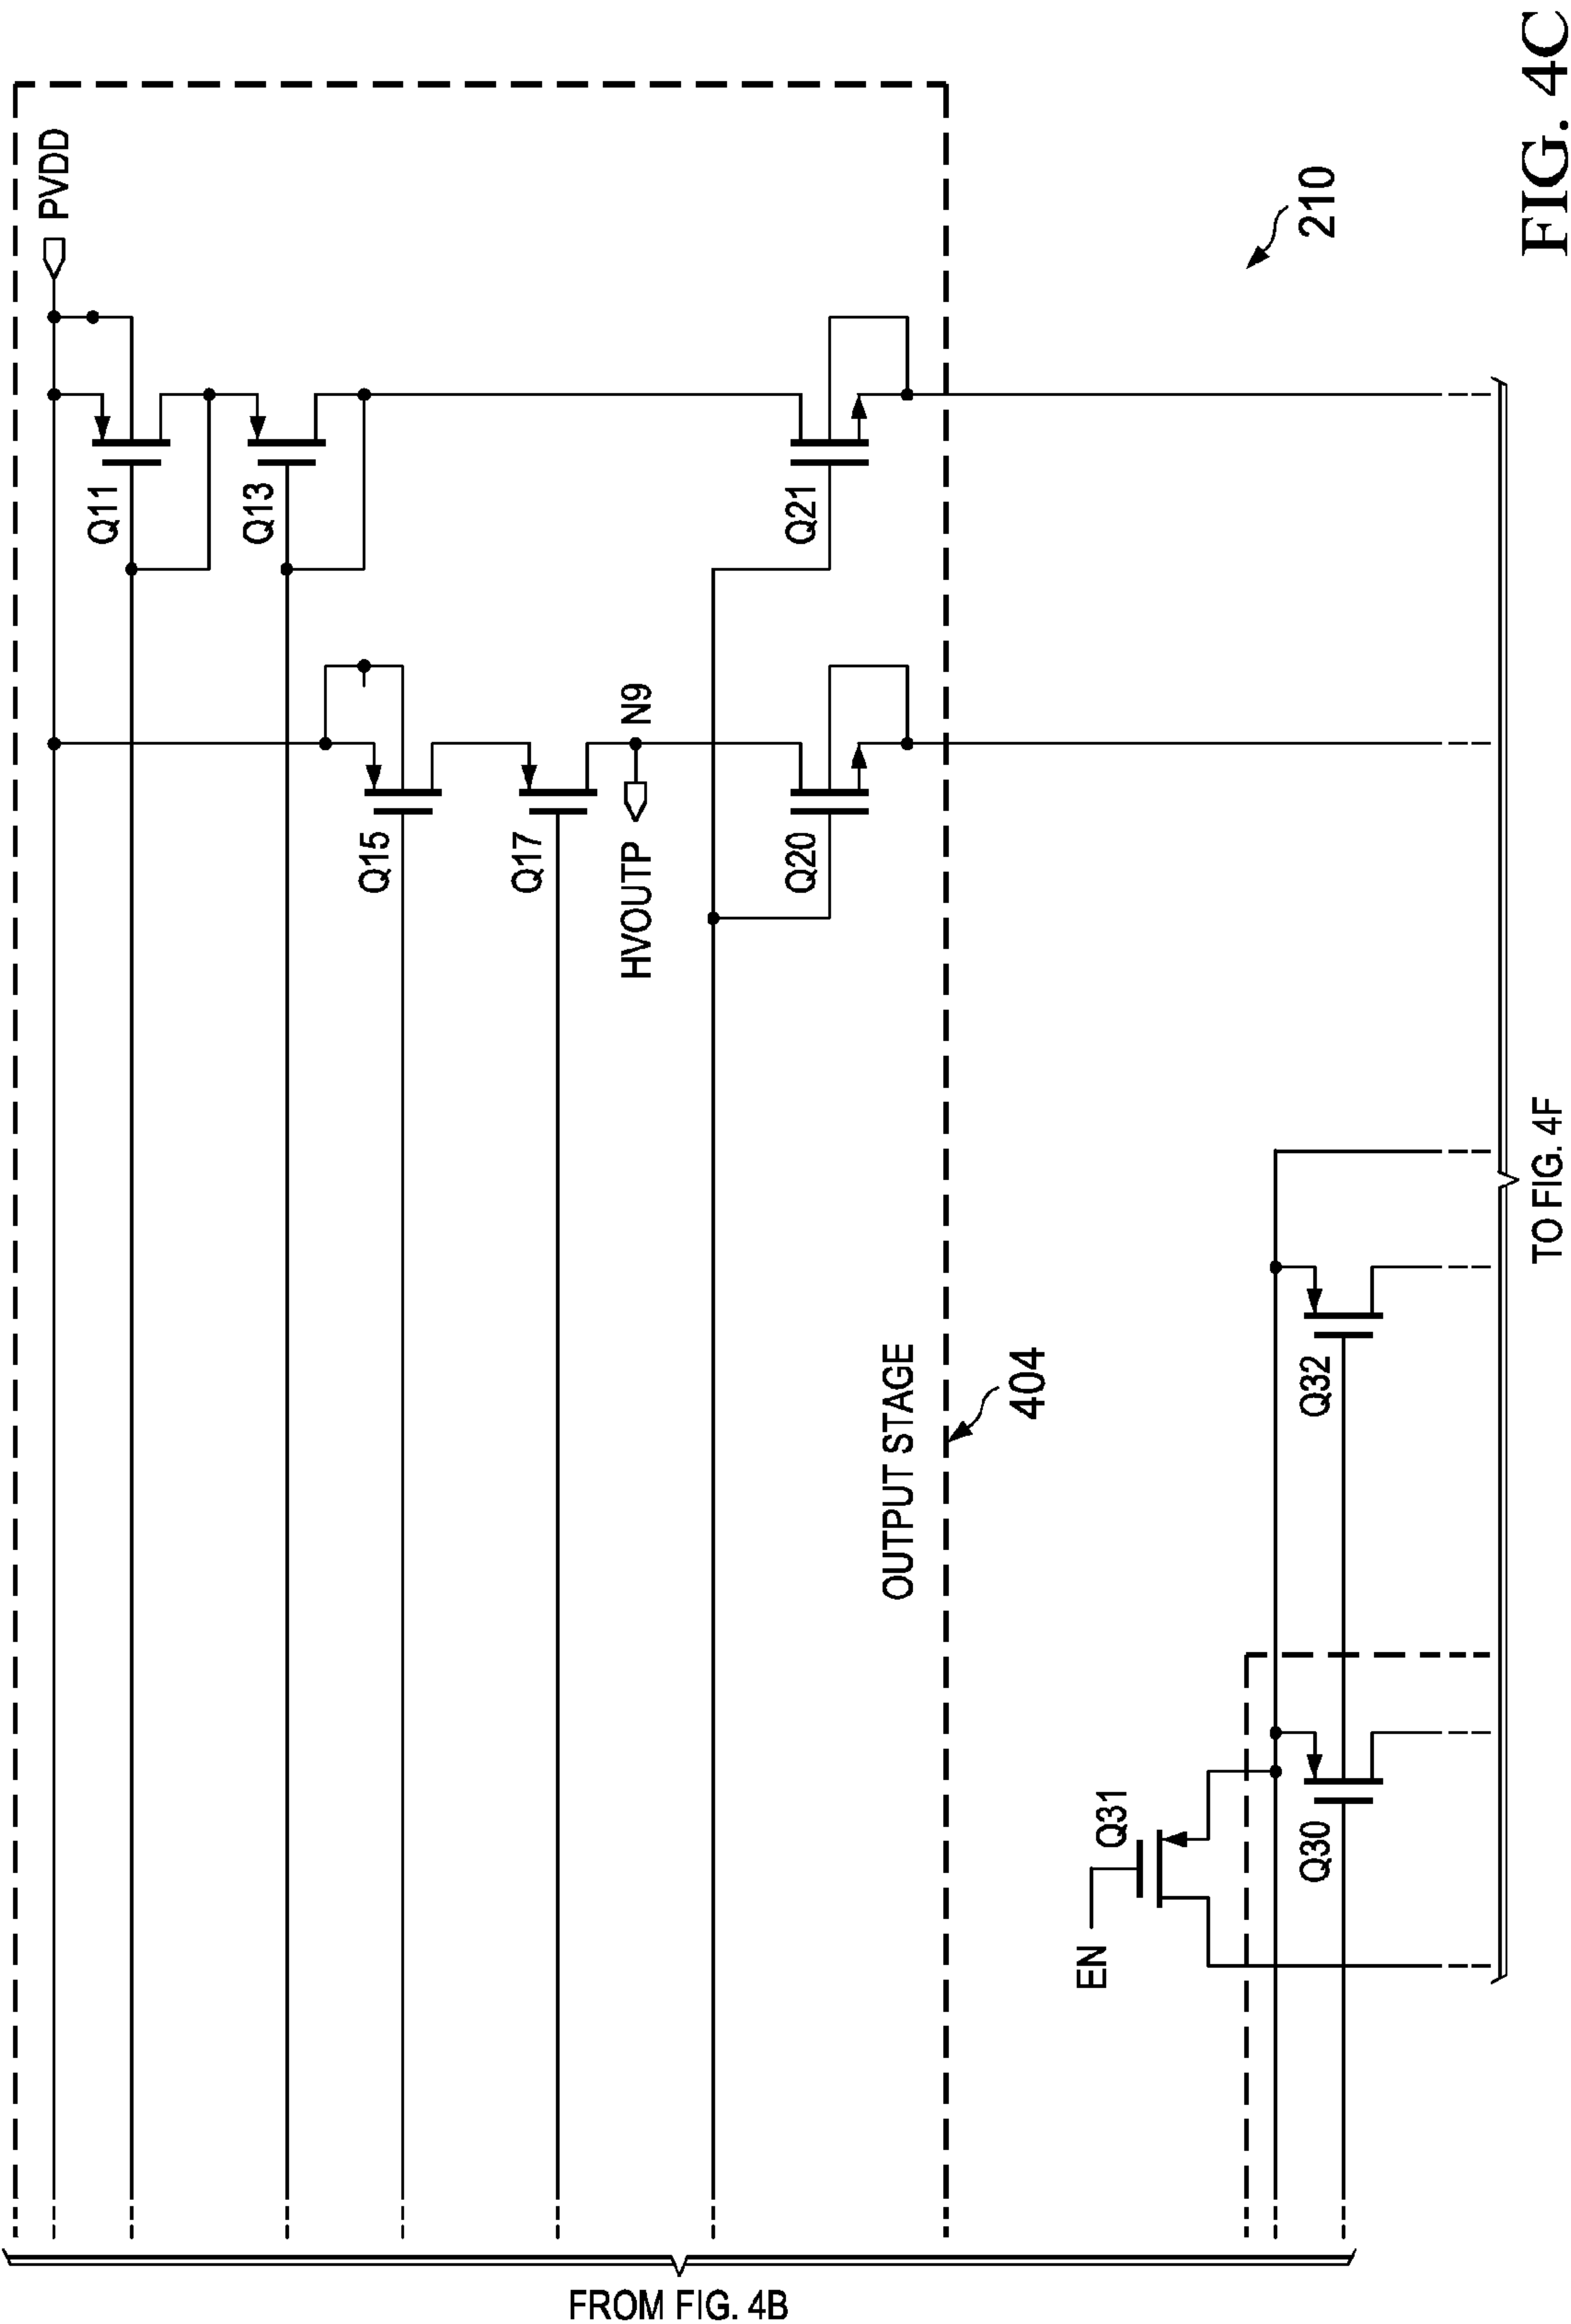 PVDD
Q11
Q13
Q15
Q17
N9
HVOUTP
Q21
Q20
OUTPUT STAGE
404
210
EN
Q31
Q30
Q32
FROM FIG. 4B
TO FIG. 4F
FIG. 4C